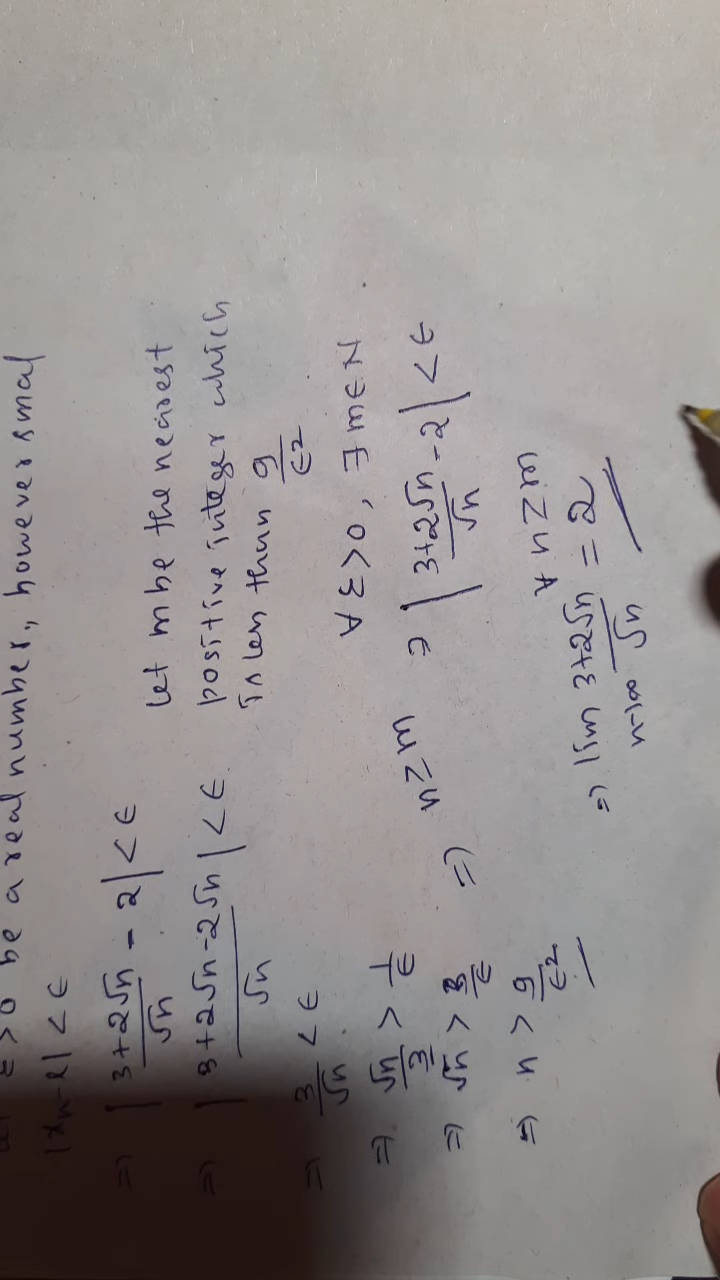 ε > 0 be a real number, however smal
|xn - l| < ε
⇒ |3+2√n/√n - 2| < ε
⇒ |3+2√n-2√n/√n| < ε
⇒ 3/√n < ε
⇒ √n/3 > 1/ε
⇒ √n > 3/ε
⇒ n > 9/ε²
let m be the nearest
positive integer which
is less than 9/ε²
∀ ε > 0, ∃ m ∈ N
⇒ n ≥ m ⇒ |3+2√n/√n - 2| < ε
∀ n ≥ m
⇒ lim n→∞ 3+2√n/√n = 2